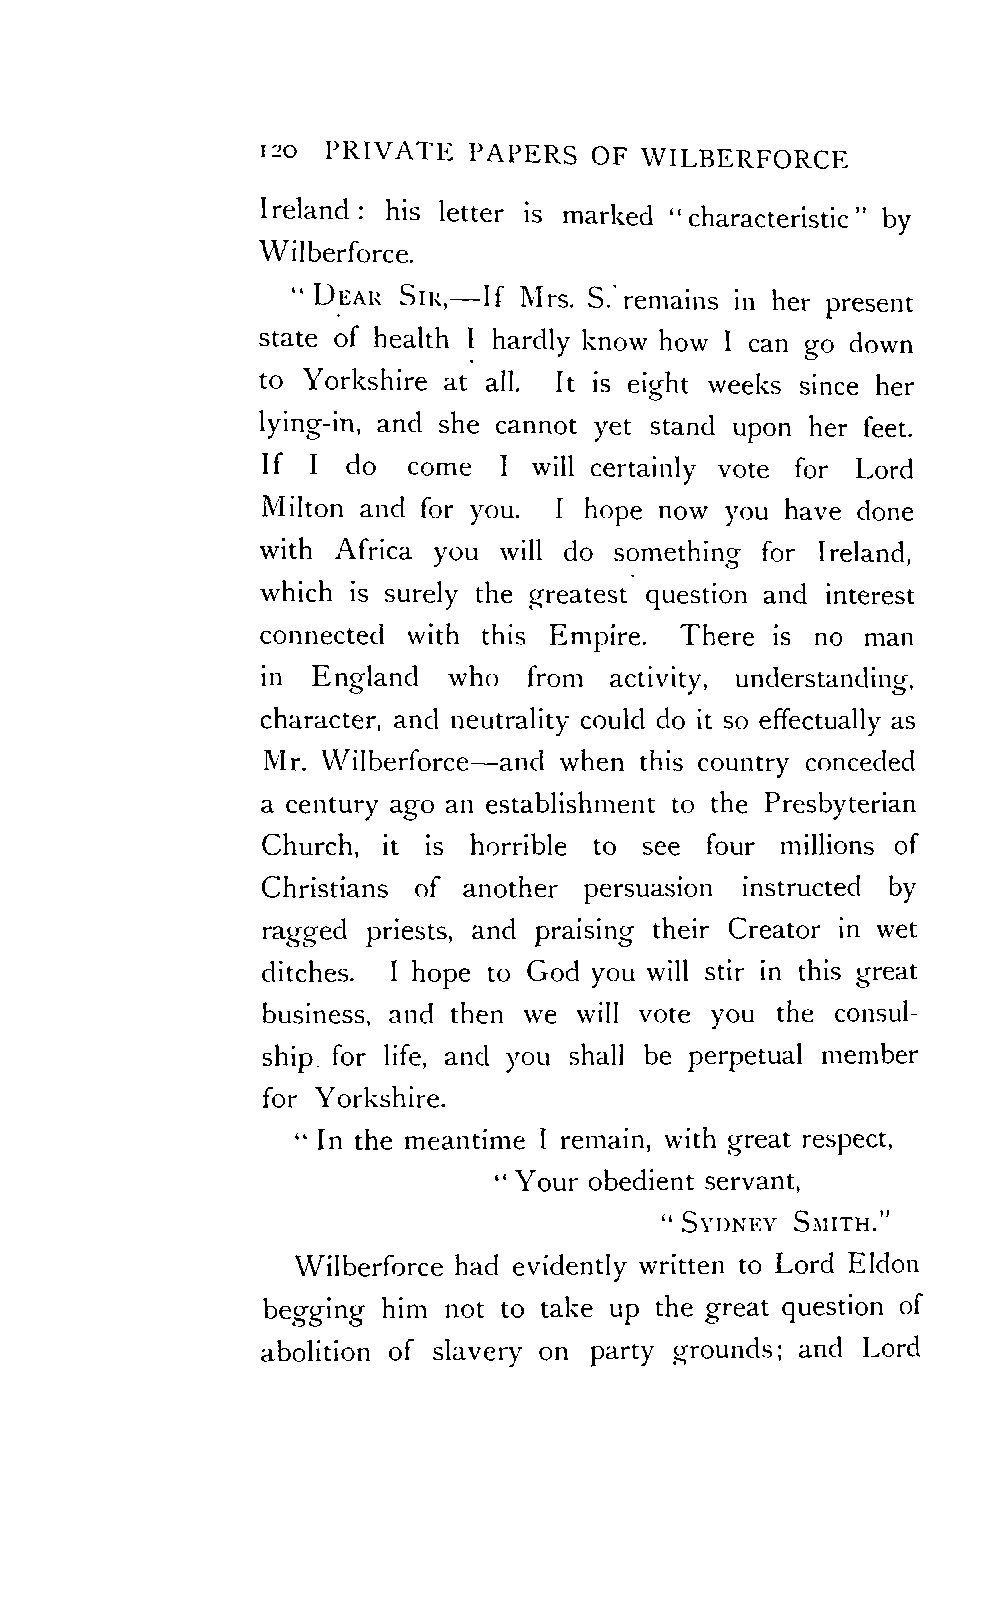 120 PRIVATE PAPERS OF WILBERFORCE
Ireland: his letter is marked “characteristic” by
Wilberforce.
“DEAR SIR,—If Mrs. S. remains in her present
state of health I hardly know how I can go down
to Yorkshire at all. It is eight weeks since her
lying-in, and she cannot yet stand upon her feet.
If I do come I will certainly vote for Lord
Milton and for you. I hope now you have done
with Africa you will do something for Ireland,
which is surely the greatest question and interest
connected with this Empire. There is no man
in England who from activity, understanding,
character, and neutrality could do it so effectually as
Mr. Wilberforce—and when this country conceded
a century ago an establishment to the Presbyterian
Church, it is horrible to see four millions of
Christians of another persuasion instructed by
ragged priests, and praising their Creator in wet
ditches. I hope to God you will stir in this great
business, and then we will vote you the consul-
ship for life, and you shall be perpetual member
for Yorkshire.
“In the meantime I remain, with great respect,
“Your obedient servant,
“SYDNEY SMITH.”
Wilberforce had evidently written to Lord Eldon
begging him not to take up the great question of
abolition of slavery on party grounds; and Lord